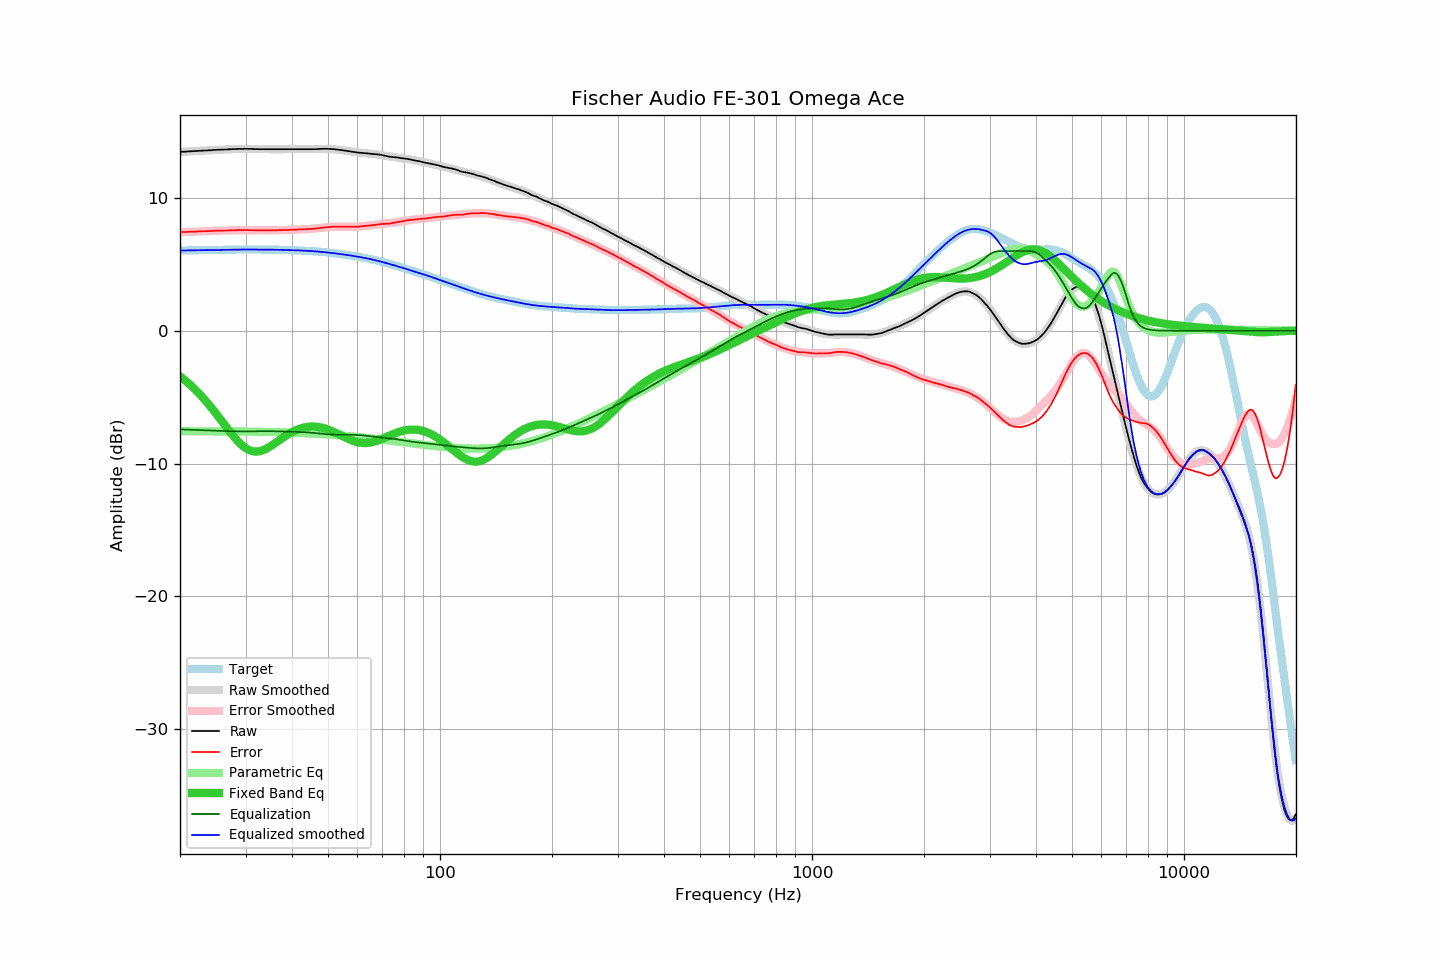 Fischer Audio FE-301 Omega Ace
10
0
−10
−20
−30
Amplitude (dBr)
Target
Raw Smoothed
Error Smoothed
Raw
Error
Parametric Eq
Fixed Band Eq
Equalization
Equalized smoothed
100 1000 10000
Frequency (Hz)